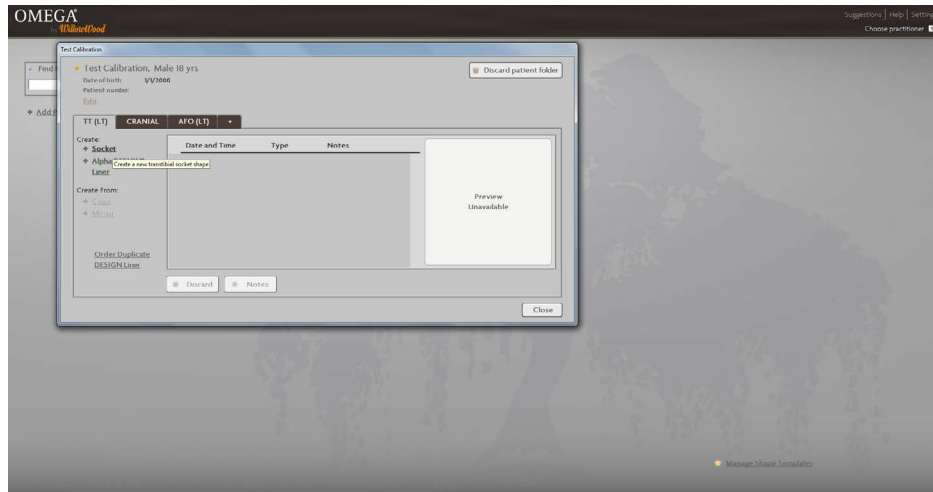 OMEGA®
by WillowWood
Suggestions | Help | Setting
Choose practitioner
Test Calibration
Find
Add P
Test Calibration, Male 18 yrs
Date of birth: 1/1/2000
Patient number:
Edit
Discard patient folder
TT (LT) CRANIAL AFO (LT) +
Create:
Socket
Alpha
Liner
Create a new transtibial socket shape
Create From:
Copy
Mirror
Order Duplicate
DESIGN Liner
Date and Time Type Notes
Preview
Unavailable
Discard Notes
Close
Manage Shape Templates